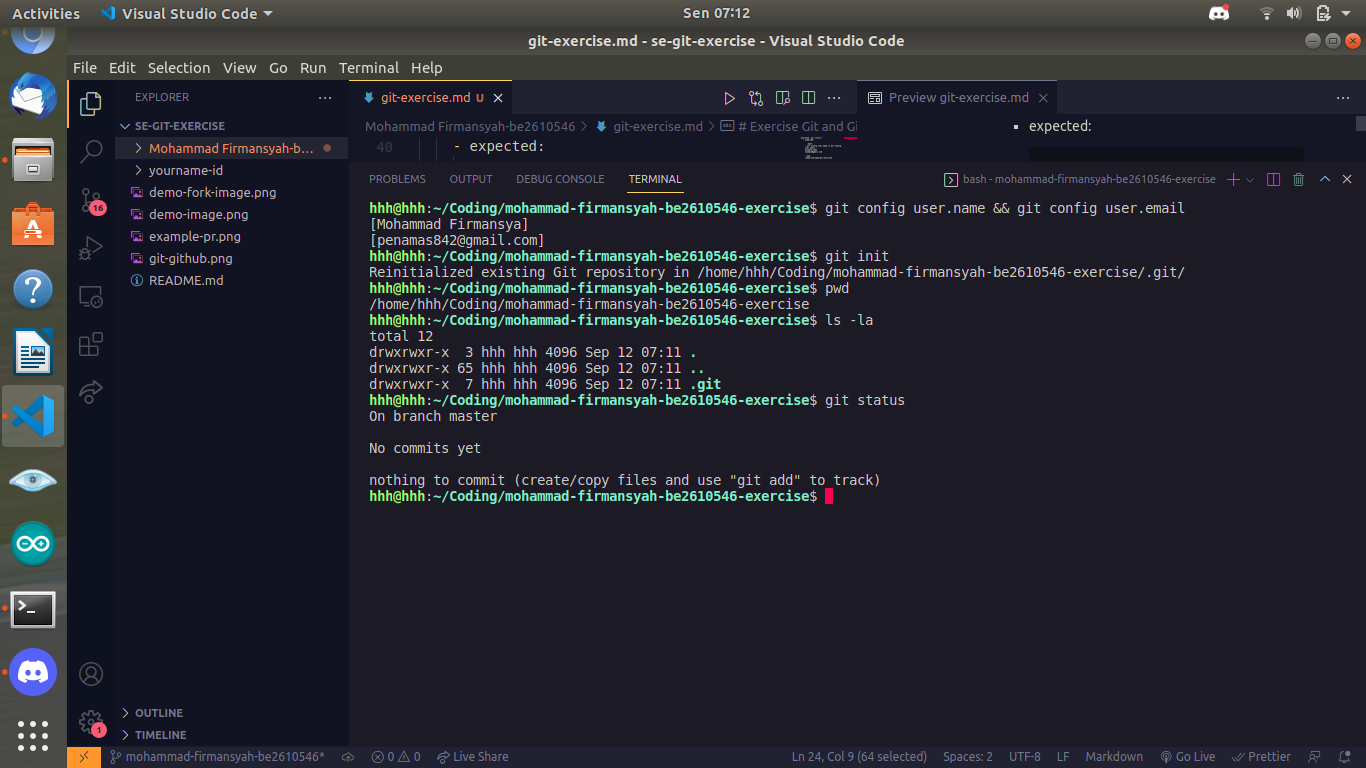 Activities Visual Studio Code Sen 07:12
git-exercise.md - se-git-exercise - Visual Studio Code
File Edit Selection View Go Run Terminal Help
EXPLORER
SE-GIT-EXERCISE
Mohammad Firmansyah-b...
yourname-id
demo-fork-image.png
demo-image.png
example-pr.png
git-github.png
README.md
OUTLINE
TIMELINE
16
1
git-exercise.md U
Preview git-exercise.md
Mohammad Firmansyah-be2610546 > git-exercise.md > # Exercise Git and Gi
40 - expected:
expected:
PROBLEMS OUTPUT DEBUG CONSOLE TERMINAL
bash - mohammad-firmansyah-be2610546-exercise
hhh@hhh:~/Coding/mohammad-firmansyah-be2610546-exercise$ git config user.name && git config user.email
[Mohammad Firmansya]
[penamas842@gmail.com]
hhh@hhh:~/Coding/mohammad-firmansyah-be2610546-exercise$ git init
Reinitialized existing Git repository in /home/hhh/Coding/mohammad-firmansyah-be2610546-exercise/.git/
hhh@hhh:~/Coding/mohammad-firmansyah-be2610546-exercise$ pwd
/home/hhh/Coding/mohammad-firmansyah-be2610546-exercise
hhh@hhh:~/Coding/mohammad-firmansyah-be2610546-exercise$ ls -la
total 12
drwxrwxr-x  3 hhh hhh 4096 Sep 12 07:11 .
drwxrwxr-x 65 hhh hhh 4096 Sep 12 07:11 ..
drwxrwxr-x  7 hhh hhh 4096 Sep 12 07:11 .git
hhh@hhh:~/Coding/mohammad-firmansyah-be2610546-exercise$ git status
On branch master
No commits yet
nothing to commit (create/copy files and use "git add" to track)
hhh@hhh:~/Coding/mohammad-firmansyah-be2610546-exercise$
mohammad-firmansyah-be2610546* 0 0 Live Share Ln 24, Col 9 (64 selected) Spaces: 2 UTF-8 LF Markdown Go Live Prettier